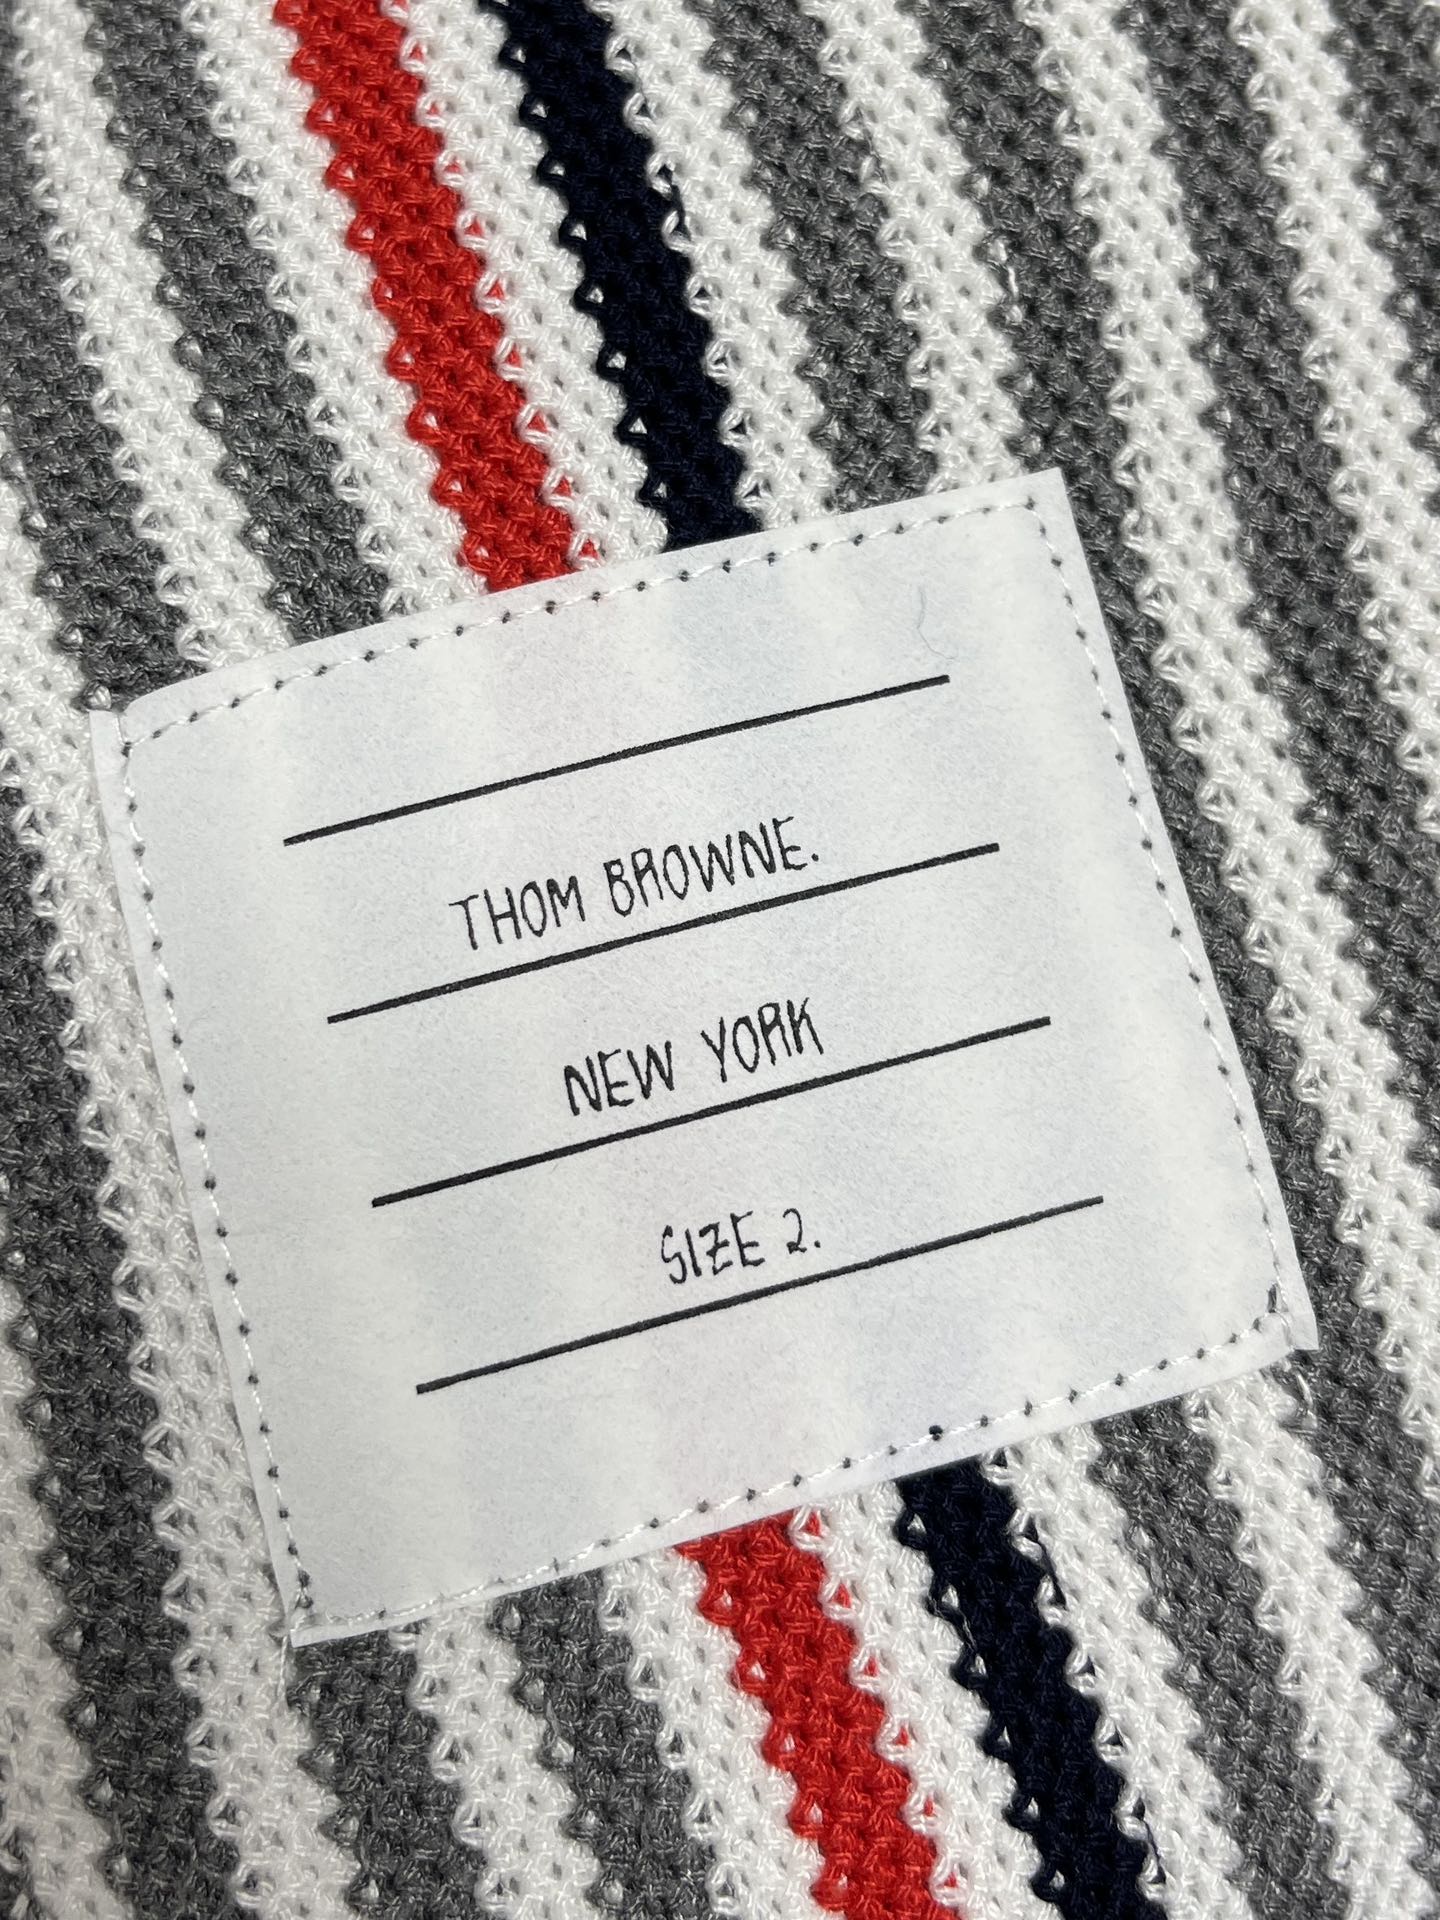 THOM BROWNE.
NEW YORK
SIZE 2.